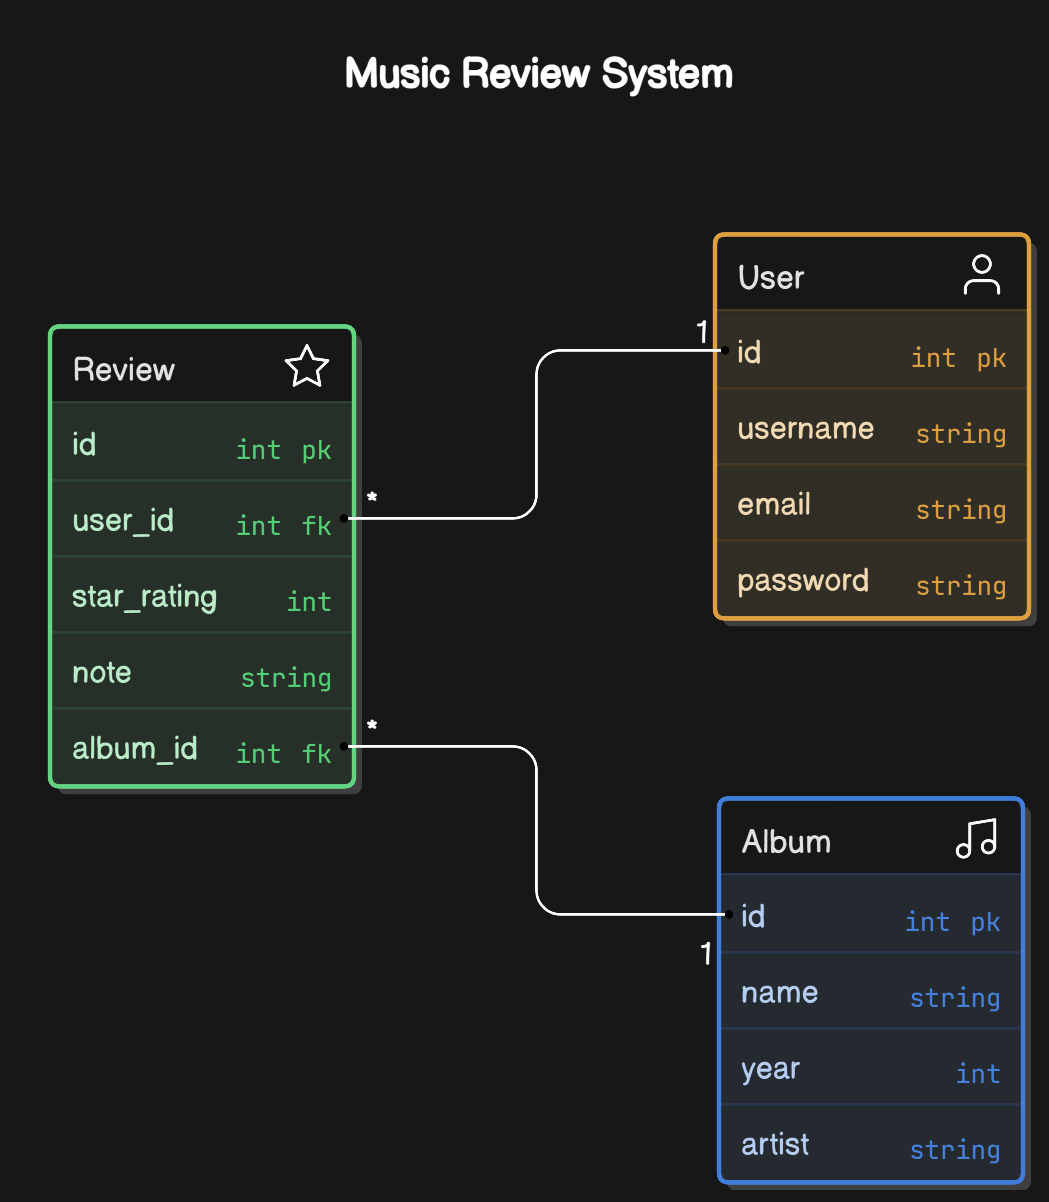 Music Review System
Review
id int pk
user_id int fk
star_rating int
note string
album_id int fk
*
*
1
User
id int pk
username string
email string
password string
1
Album
id int pk
name string
year int
artist string